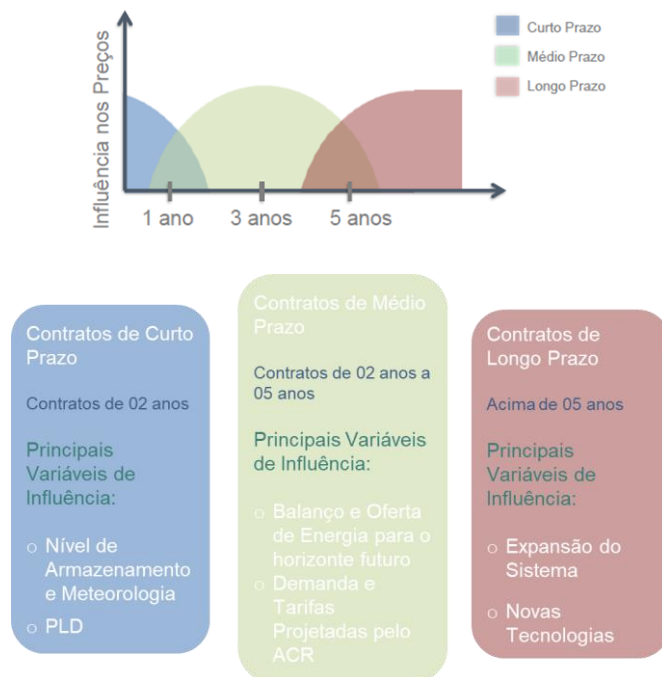 Influência nos Preços
Curto Prazo
Médio Prazo
Longo Prazo
1 ano
3 anos
5 anos
Contratos de Curto
Prazo
Contratos de 02 anos
Principais
Variáveis de
Influência:
o Nível de
Armazenamento
e Meteorologia
o PLD
Contratos de Médio
Prazo
Contratos de 02 anos a
05 anos
Principais Variáveis
de Influência:
o Balanço e Oferta
de Energia para o
horizonte futuro
o Demanda e
Tarifas
Projetadas pelo
ACR
Contratos de
Longo Prazo
Acima de 05 anos
Principais
Variáveis de
Influência:
o Expansão do
Sistema
o Novas
Tecnologias